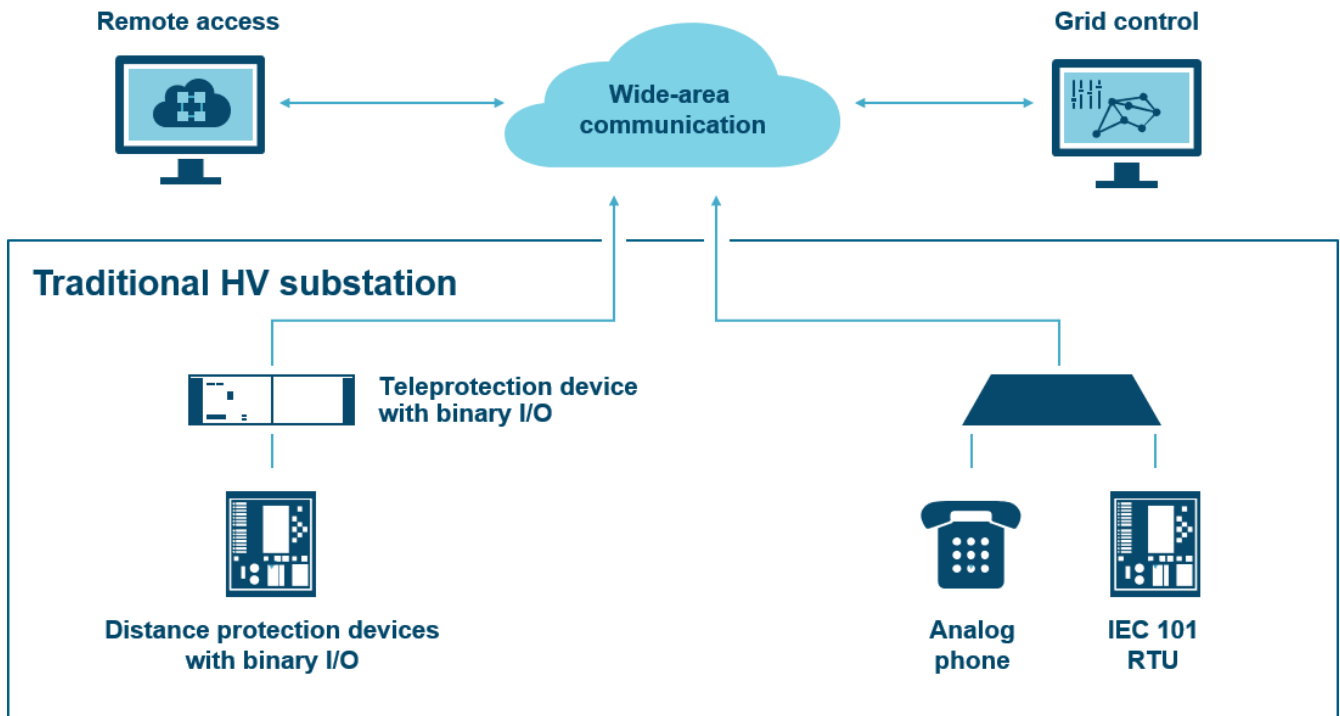 Remote access
Grid control
Wide-area
communication
Traditional HV substation
Teleprotection device
with binary I/O
Distance protection devices
with binary I/O
Analog
phone
IEC 101
RTU